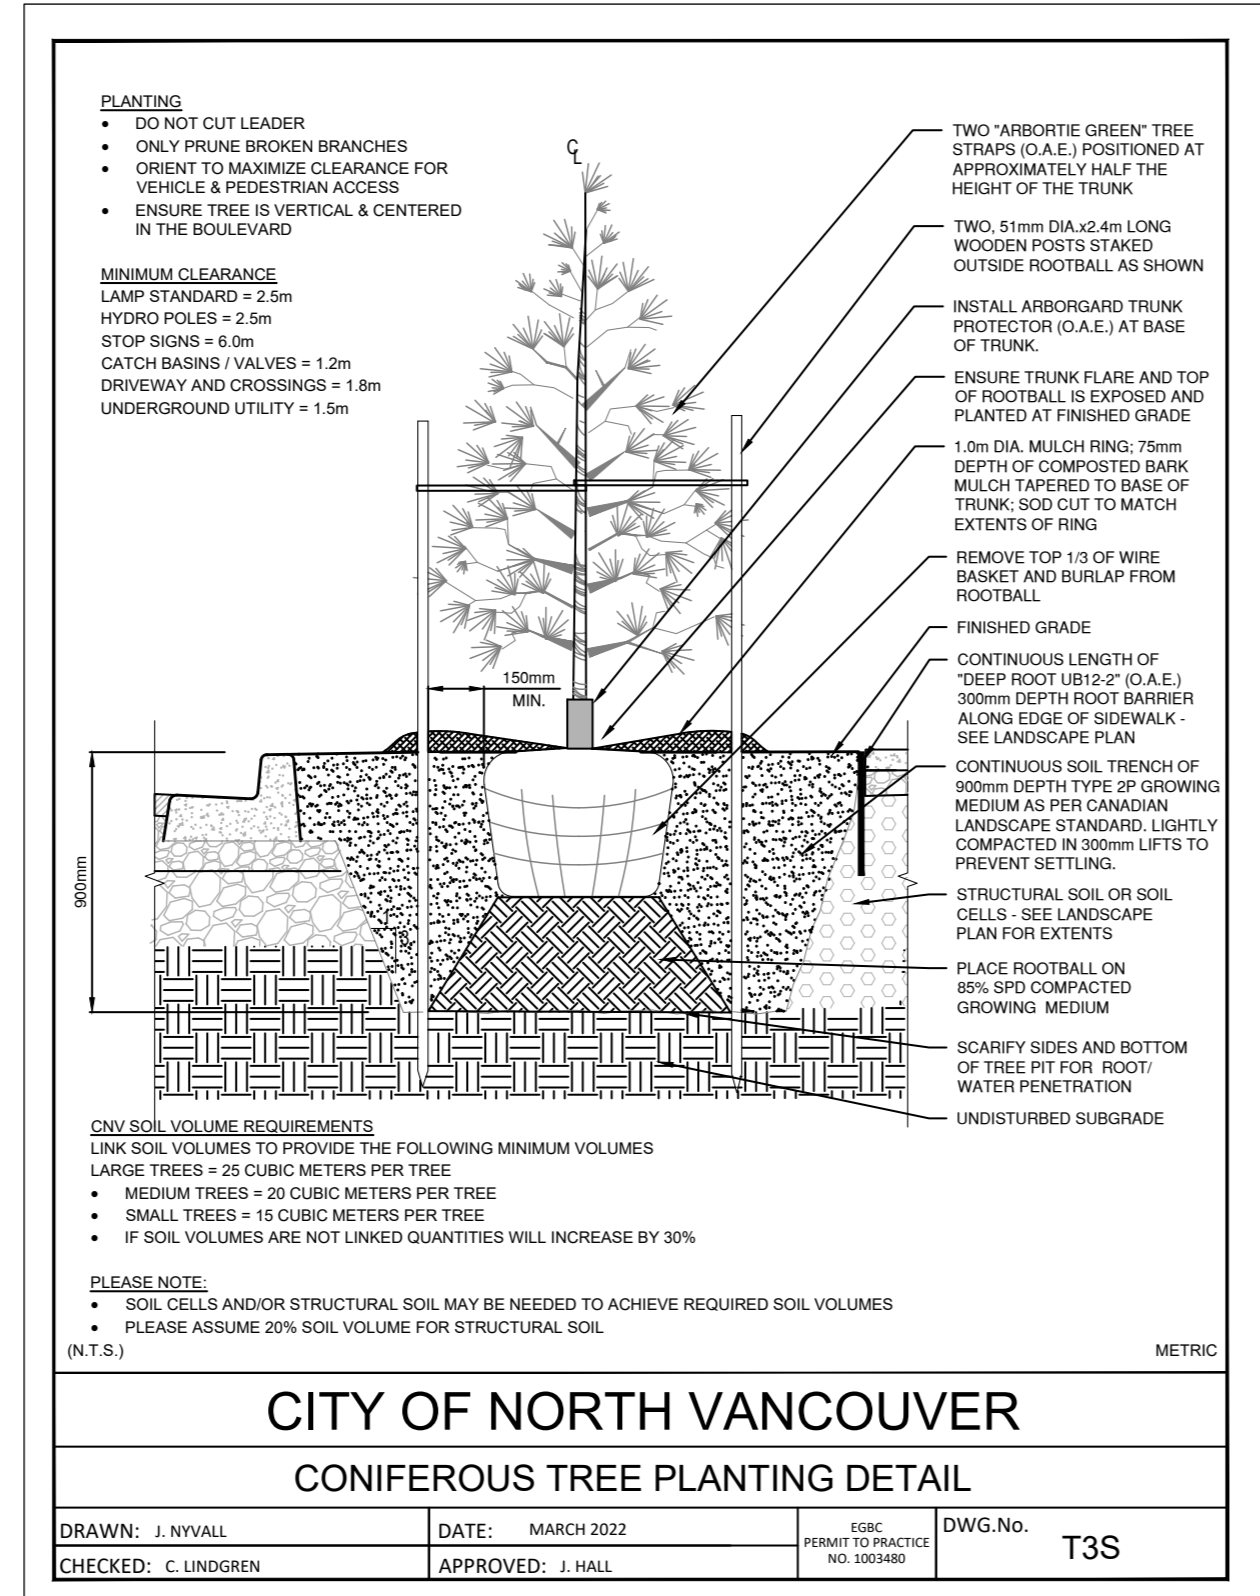 PLANTING
• DO NOT CUT LEADER
• ONLY PRUNE BROKEN BRANCHES
• ORIENT TO MAXIMIZE CLEARANCE FOR
VEHICLE & PEDESTRIAN ACCESS
• ENSURE TREE IS VERTICAL & CENTERED
IN THE BOULEVARD
MINIMUM CLEARANCE
LAMP STANDARD = 2.5m
HYDRO POLES = 2.5m
STOP SIGNS = 6.0m
CATCH BASINS / VALVES = 1.2m
DRIVEWAY AND CROSSINGS = 1.8m
UNDERGROUND UTILITY = 1.5m
CL
TWO "ARBORTIE GREEN" TREE
STRAPS (O.A.E.) POSITIONED AT
APPROXIMATELY HALF THE
HEIGHT OF THE TRUNK
TWO, 51mm DIA.x2.4m LONG
WOODEN POSTS STAKED
OUTSIDE ROOTBALL AS SHOWN
INSTALL ARBORGARD TRUNK
PROTECTOR (O.A.E.) AT BASE
OF TRUNK.
ENSURE TRUNK FLARE AND TOP
OF ROOTBALL IS EXPOSED AND
PLANTED AT FINISHED GRADE
1.0m DIA. MULCH RING; 75mm
DEPTH OF COMPOSTED BARK
MULCH TAPERED TO BASE OF
TRUNK; SOD CUT TO MATCH
EXTENTS OF RING
REMOVE TOP 1/3 OF WIRE
BASKET AND BURLAP FROM
ROOTBALL
FINISHED GRADE
CONTINUOUS LENGTH OF
"DEEP ROOT UB12-2" (O.A.E.)
300mm DEPTH ROOT BARRIER
ALONG EDGE OF SIDEWALK -
SEE LANDSCAPE PLAN
CONTINUOUS SOIL TRENCH OF
900mm DEPTH TYPE 2P GROWING
MEDIUM AS PER CANADIAN
LANDSCAPE STANDARD. LIGHTLY
COMPACTED IN 300mm LIFTS TO
PREVENT SETTLING.
STRUCTURAL SOIL OR SOIL
CELLS - SEE LANDSCAPE
PLAN FOR EXTENTS
PLACE ROOTBALL ON
85% SPD COMPACTED
GROWING MEDIUM
SCARIFY SIDES AND BOTTOM
OF TREE PIT FOR ROOT/
WATER PENETRATION
UNDISTURBED SUBGRADE
150mm
MIN.
900mm
CNV SOIL VOLUME REQUIREMENTS
LINK SOIL VOLUMES TO PROVIDE THE FOLLOWING MINIMUM VOLUMES
LARGE TREES = 25 CUBIC METERS PER TREE
• MEDIUM TREES = 20 CUBIC METERS PER TREE
• SMALL TREES = 15 CUBIC METERS PER TREE
• IF SOIL VOLUMES ARE NOT LINKED QUANTITIES WILL INCREASE BY 30%
PLEASE NOTE:
• SOIL CELLS AND/OR STRUCTURAL SOIL MAY BE NEEDED TO ACHIEVE REQUIRED SOIL VOLUMES
• PLEASE ASSUME 20% SOIL VOLUME FOR STRUCTURAL SOIL
(N.T.S.)
METRIC
CITY OF NORTH VANCOUVER
CONIFEROUS TREE PLANTING DETAIL
DRAWN: J. NYVALL
DATE: MARCH 2022
CHECKED: C. LINDGREN
APPROVED: J. HALL
EGBC
PERMIT TO PRACTICE
NO. 1003480
DWG.No.
T3S